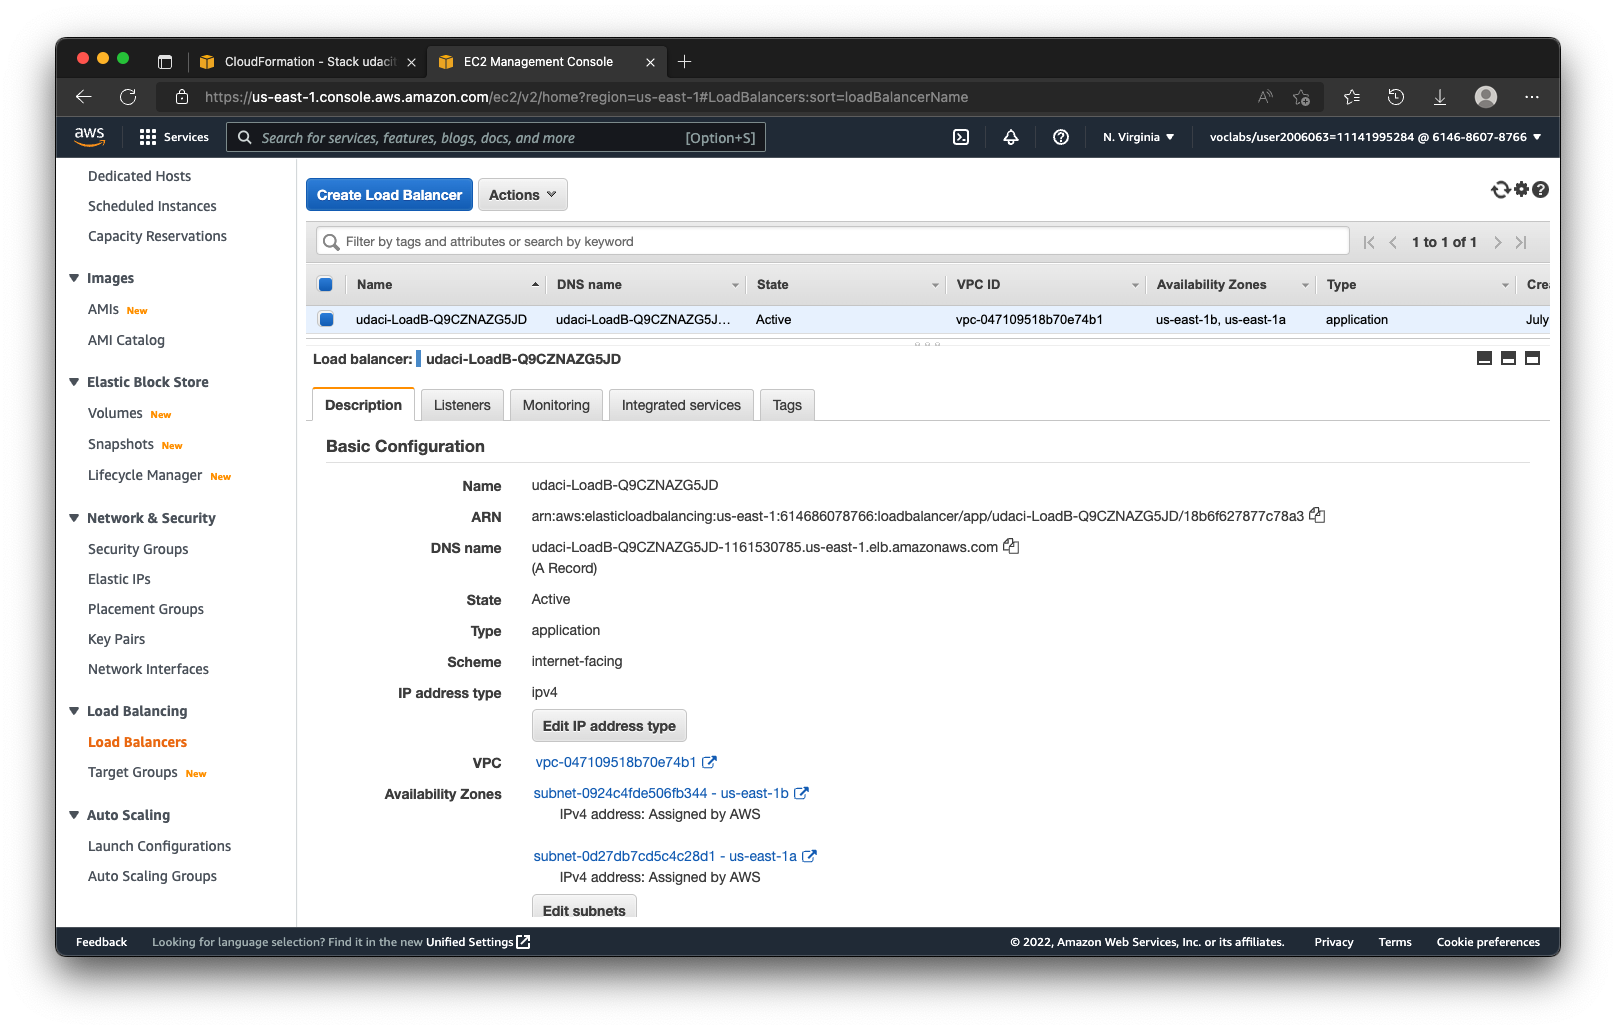 CloudFormation - Stack udacit
EC2 Management Console
https://us-east-1.console.aws.amazon.com/ec2/v2/home?region=us-east-1#LoadBalancers:sort=loadBalancerName
aws
Services
Search for services, features, blogs, docs, and more
[Option+S]
N. Virginia
voclabs/user2006063=11141995284 @ 6146-8607-8766
Dedicated Hosts
Scheduled Instances
Capacity Reservations
Images
AMIs New
AMI Catalog
Elastic Block Store
Volumes New
Snapshots New
Lifecycle Manager New
Network & Security
Security Groups
Elastic IPs
Placement Groups
Key Pairs
Network Interfaces
Load Balancing
Load Balancers
Target Groups New
Auto Scaling
Launch Configurations
Auto Scaling Groups
Create Load Balancer
Actions
Filter by tags and attributes or search by keyword
1 to 1 of 1
Name DNS name State VPC ID Availability Zones Type Crea
udaci-LoadB-Q9CZNAZG5JD udaci-LoadB-Q9CZNAZG5J... Active vpc-047109518b70e74b1 us-east-1b, us-east-1a application July
Load balancer: udaci-LoadB-Q9CZNAZG5JD
Description Listeners Monitoring Integrated services Tags
Basic Configuration
Name udaci-LoadB-Q9CZNAZG5JD
ARN arn:aws:elasticloadbalancing:us-east-1:614686078766:loadbalancer/app/udaci-LoadB-Q9CZNAZG5JD/18b6f627877c78a3
DNS name udaci-LoadB-Q9CZNAZG5JD-1161530785.us-east-1.elb.amazonaws.com
(A Record)
State Active
Type application
Scheme internet-facing
IP address type ipv4
Edit IP address type
VPC vpc-047109518b70e74b1
Availability Zones subnet-0924c4fde506fb344 - us-east-1b
IPv4 address: Assigned by AWS
subnet-0d27db7cd5c4c28d1 - us-east-1a
IPv4 address: Assigned by AWS
Edit subnets
Feedback
Looking for language selection? Find it in the new Unified Settings
© 2022, Amazon Web Services, Inc. or its affiliates.
Privacy
Terms
Cookie preferences